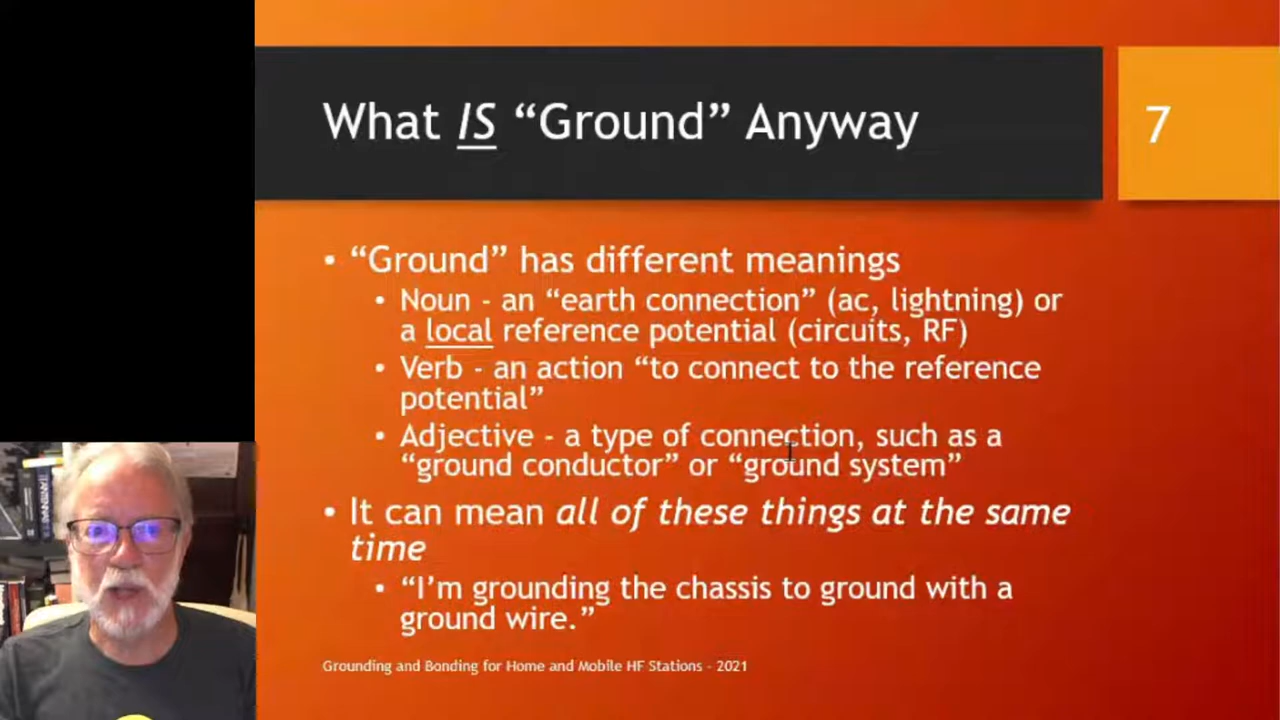 What IS “Ground” Anyway
7
• “Ground” has different meanings
• Noun - an “earth connection” (ac, lightning) or
a local reference potential (circuits, RF)
• Verb - an action “to connect to the reference
potential”
• Adjective - a type of connection, such as a
“ground conductor” or “ground system”
• It can mean all of these things at the same
time
• “I’m grounding the chassis to ground with a
ground wire.”
Grounding and Bonding for Home and Mobile HF Stations - 2021